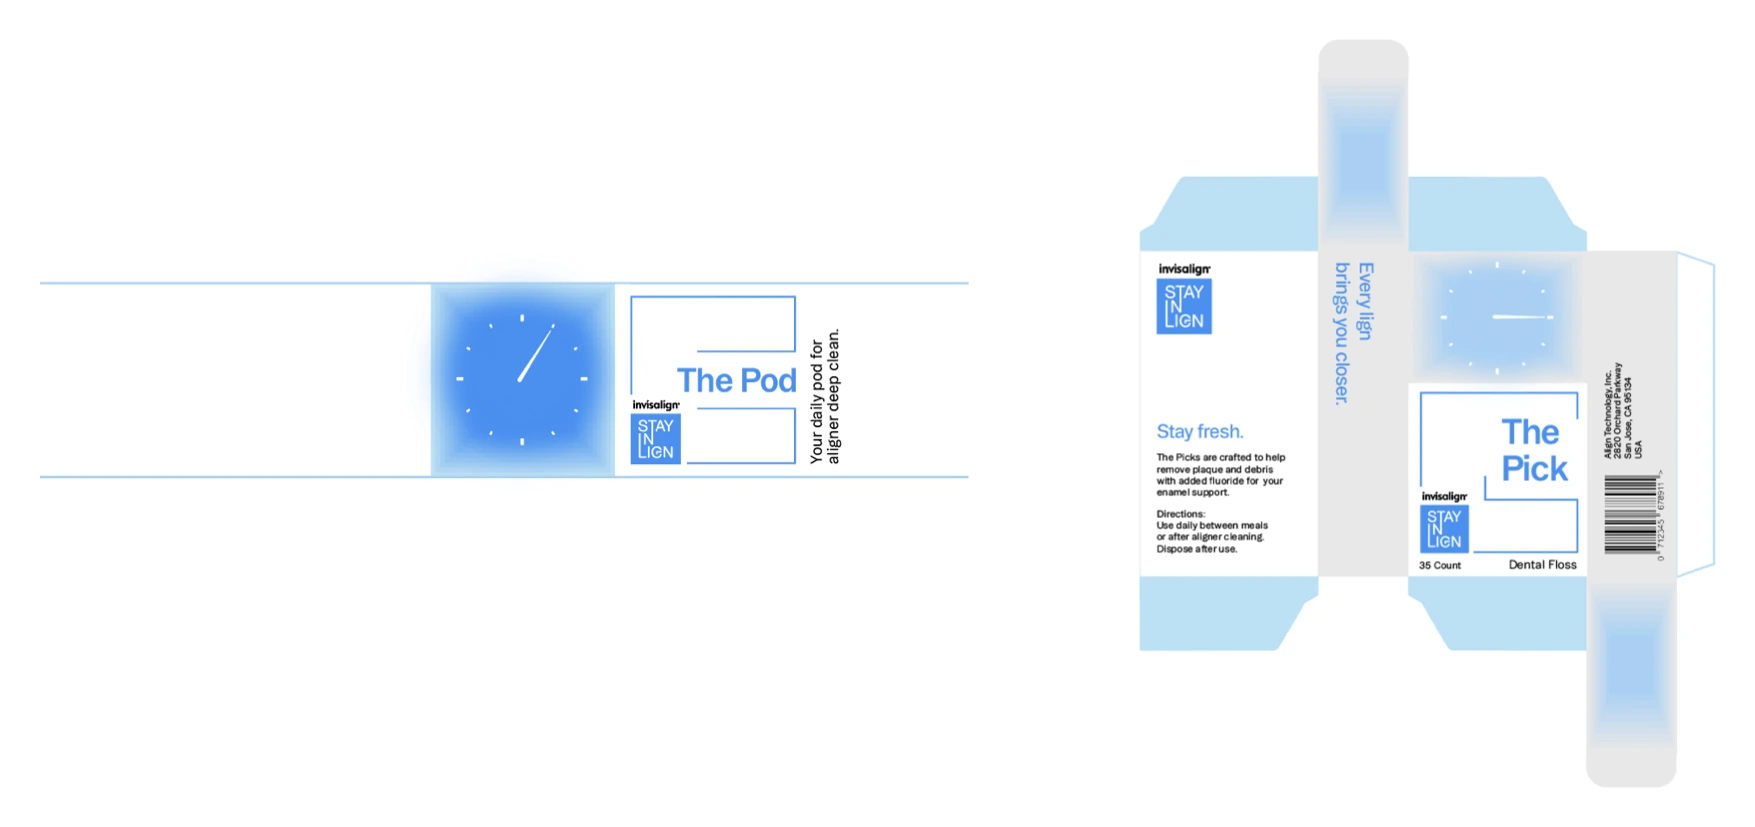 The Pod
invisalign
STAY
IN
LIGN
Your daily pod for
aligner deep clean.
invisalign
STAY
IN
LIGN
Stay fresh.
The Picks are crafted to help
remove plaque and debris
with added fluoride for your
enamel support.
Directions:
Use daily between meals
or after aligner cleaning.
Dispose after use.
Every lign
brings you closer.
The
Pick
invisalign
STAY
IN
LIGN
35 Count
Dental Floss
Align Technology, Inc.
2820 Orchard Parkway
San Jose, CA 95134
USA
0 712345 678911 >